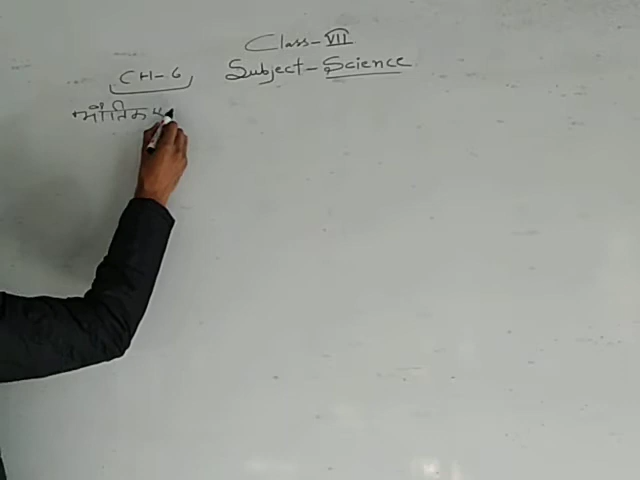 Class-VII
Subject-Science
CH-6
भौतिक